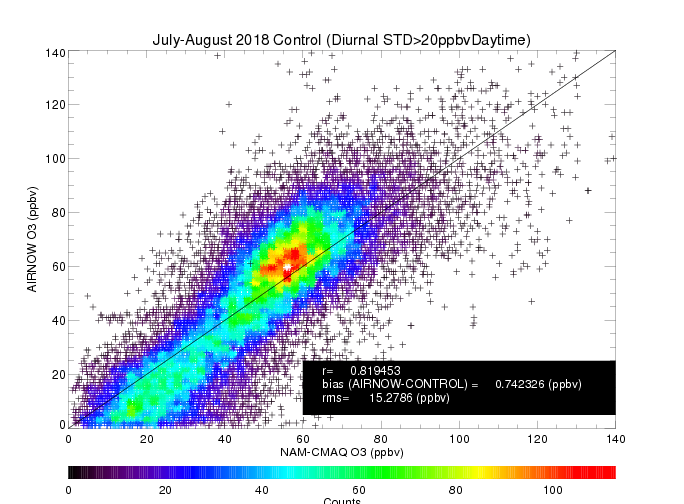 July-August 2018 Control (Diurnal STD>20ppbvDaytime)
140
120
100
80
60
40
20
0
AIRNOW O3 (ppbv)
r= 0.819453
bias (AIRNOW-CONTROL) = 0.742326 (ppbv)
rms= 15.2786 (ppbv)
0 20 40 60 80 100 120 140
NAM-CMAQ O3 (ppbv)
0 20 40 60 80 100
Counts